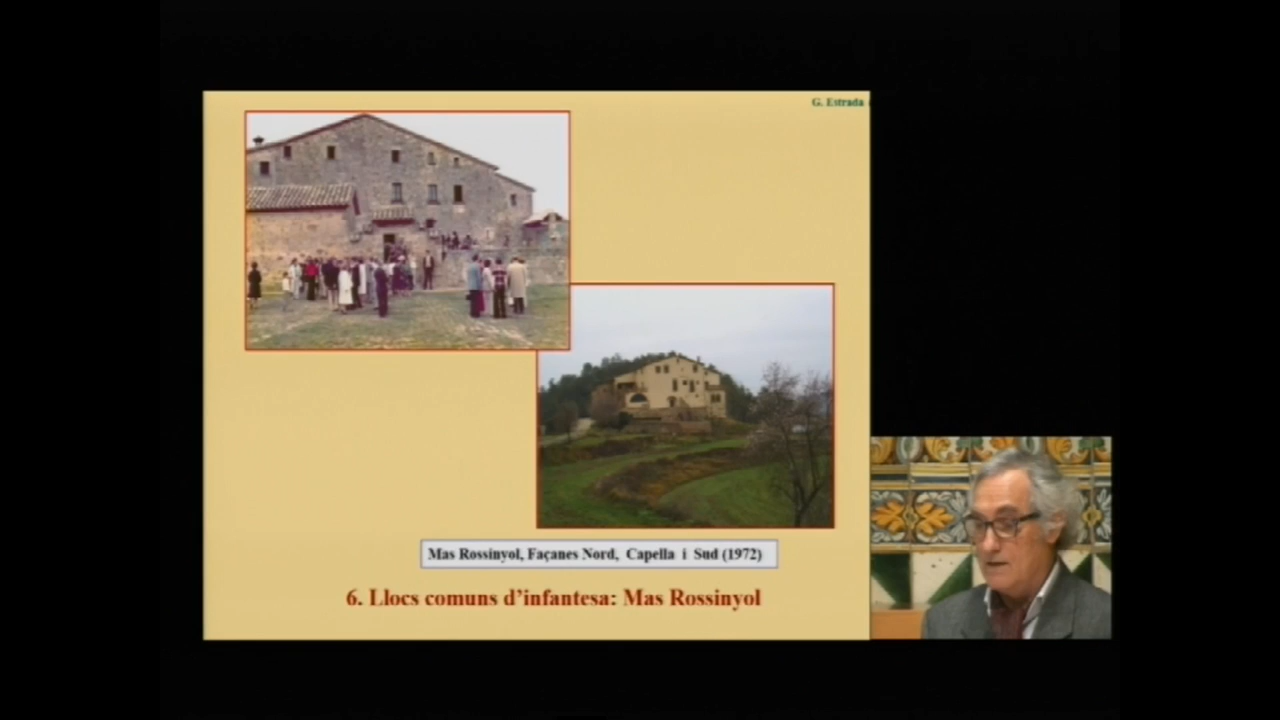 G. Estrada
Mas Rossinyol, Façanes Nord, Capella i Sud (1972)
6. Llocs comuns d’infantesa: Mas Rossinyol